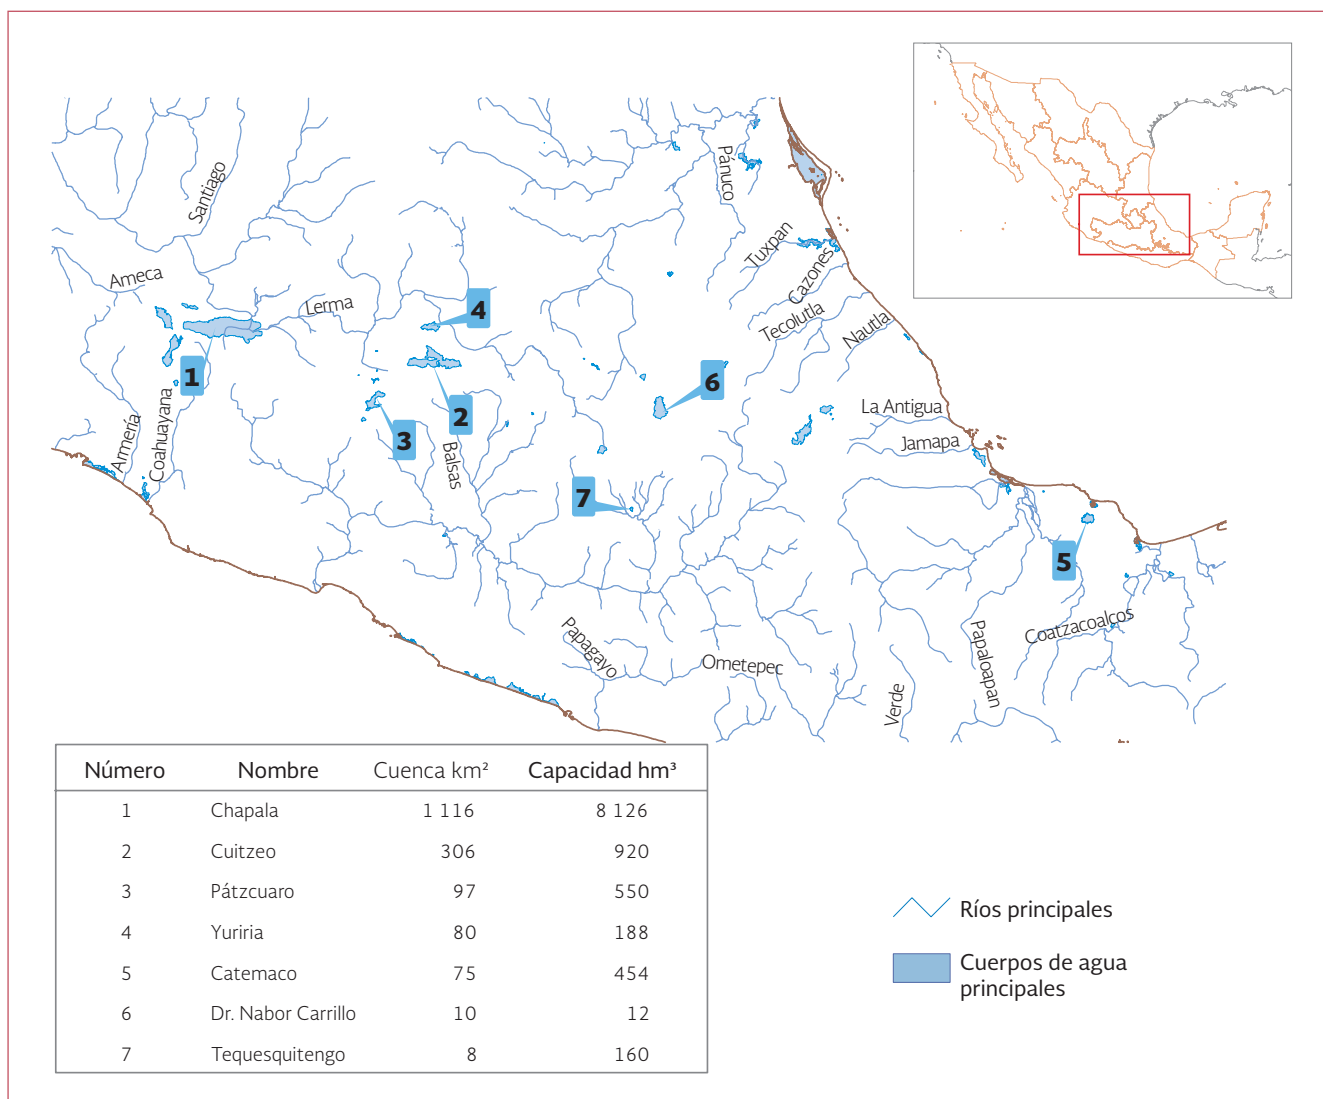 Pánuco
Santiago
Tuxpan
Ameca
Cazones
Lerma
4
Tecolutla
Nautla
1
6
La Antigua
2
Armería
Coahuayana
3
Jamapa
Balsas
7
5
Papagayo
Ometepec
Verde
Papaloapan
Coatzacoalcos
Número Nombre Cuenca km² Capacidad hm³
1 Chapala 1 116 8 126
2 Cuitzeo 306 920
3 Pátzcuaro 97 550
4 Yuriria 80 188
5 Catemaco 75 454
6 Dr. Nabor Carrillo 10 12
7 Tequesquitengo 8 160
Ríos principales
Cuerpos de agua
principales